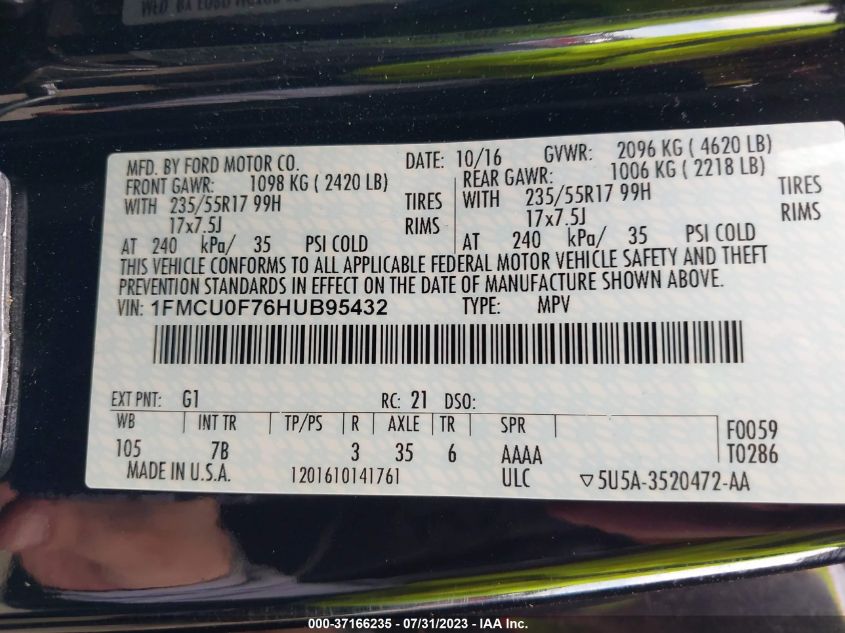 MFD. BY FORD MOTOR CO. DATE: 10/16 GVWR: 2096 KG ( 4620 LB)
FRONT GAWR: 1098 KG ( 2420 LB) REAR GAWR: 1006 KG ( 2218 LB)
WITH 235/55R17 99H TIRES WITH 235/55R17 99H TIRES
17x7.5J RIMS 17x7.5J RIMS
AT 240 kPa/ 35 PSI COLD AT 240 kPa/ 35 PSI COLD
THIS VEHICLE CONFORMS TO ALL APPLICABLE FEDERAL MOTOR VEHICLE SAFETY AND THEFT
PREVENTION STANDARDS IN EFFECT ON THE DATE OF MANUFACTURE SHOWN ABOVE.
VIN: 1FMCU0F76HUB95432 TYPE: MPV
EXT PNT: G1 RC: 21 DSO:
WB INT TR TP/PS R AXLE TR SPR F0059
105 7B 3 35 6 AAAA T0286
MADE IN U.S.A. 1201610141761 ULC ▽5U5A-3520472-AA
000-37166235 - 07/31/2023 - IAA Inc.